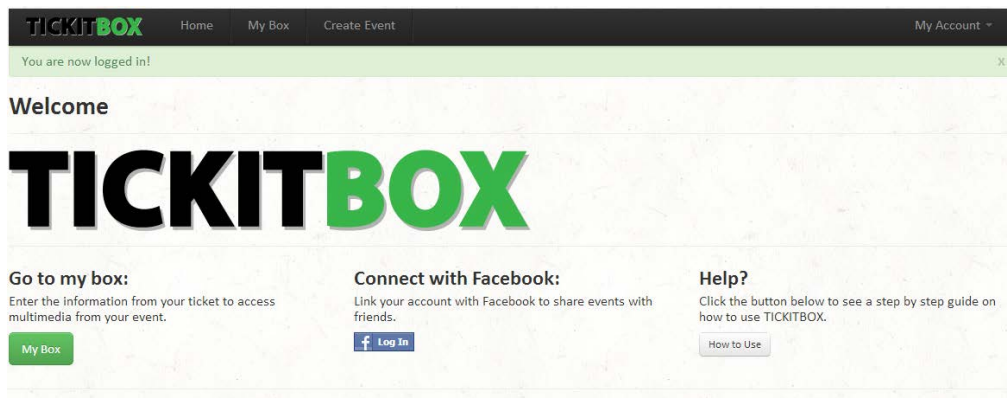 TICKITBOX Home My Box Create Event My Account
You are now logged in! X
Welcome
TICKITBOX
Go to my box:
Enter the information from your ticket to access
multimedia from your event.
My Box
Connect with Facebook:
Link your account with Facebook to share events with
friends.
f Log In
Help?
Click the button below to see a step by step guide on
how to use TICKITBOX.
How to Use